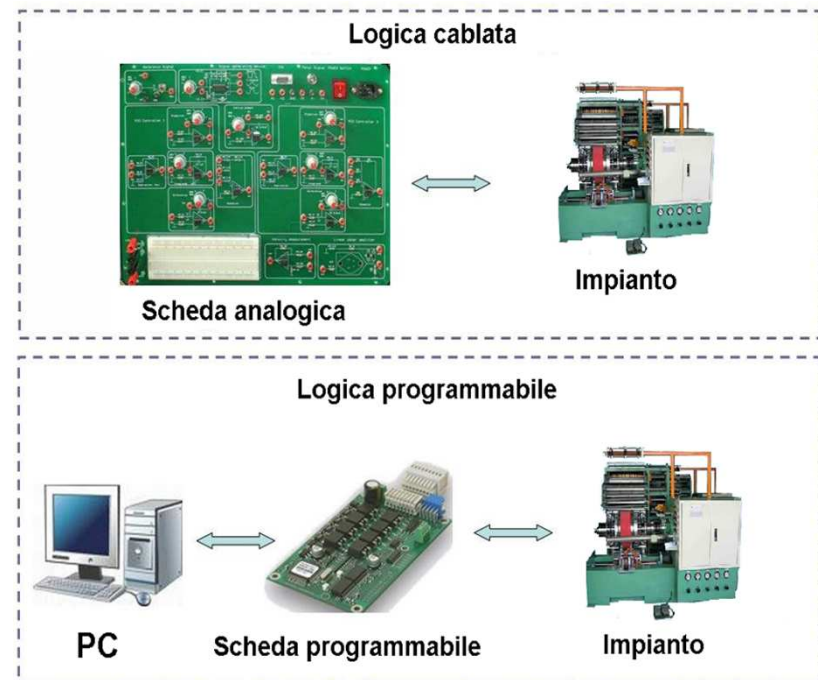 Logica cablata
Scheda analogica
Impianto
Logica programmabile
PC
Scheda programmabile
Impianto